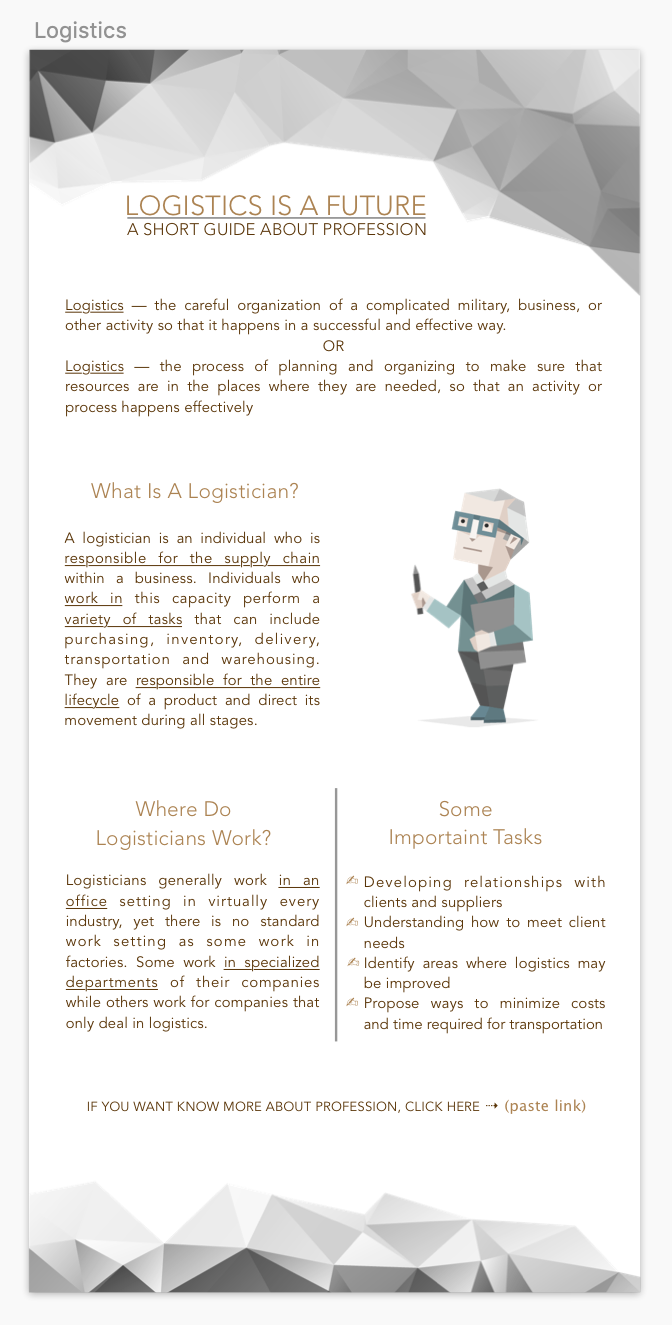 Logistics
LOGISTICS IS A FUTURE
A SHORT GUIDE ABOUT PROFESSION
Logistics — the careful organization of a complicated military, business, or
other activity so that it happens in a successful and effective way.
OR
Logistics — the process of planning and organizing to make sure that
resources are in the places where they are needed, so that an activity or
process happens effectively
What Is A Logistician?
A logistician is an individual who is
responsible for the supply chain
within a business. Individuals who
work in this capacity perform a
variety of tasks that can include
purchasing, inventory, delivery,
transportation and warehousing.
They are responsible for the entire
lifecycle of a product and direct its
movement during all stages.
Where Do
Logisticians Work?
Logisticians generally work in an
office setting in virtually every
industry, yet there is no standard
work setting as some work in
factories. Some work in specialized
departments of their companies
while others work for companies that
only deal in logistics.
Some
Importaint Tasks
✍ Developing relationships with
clients and suppliers
✍ Understanding how to meet client
needs
✍ Identify areas where logistics may
be improved
✍ Propose ways to minimize costs
and time required for transportation
IF YOU WANT KNOW MORE ABOUT PROFESSION, CLICK HERE ⇢ (paste link)